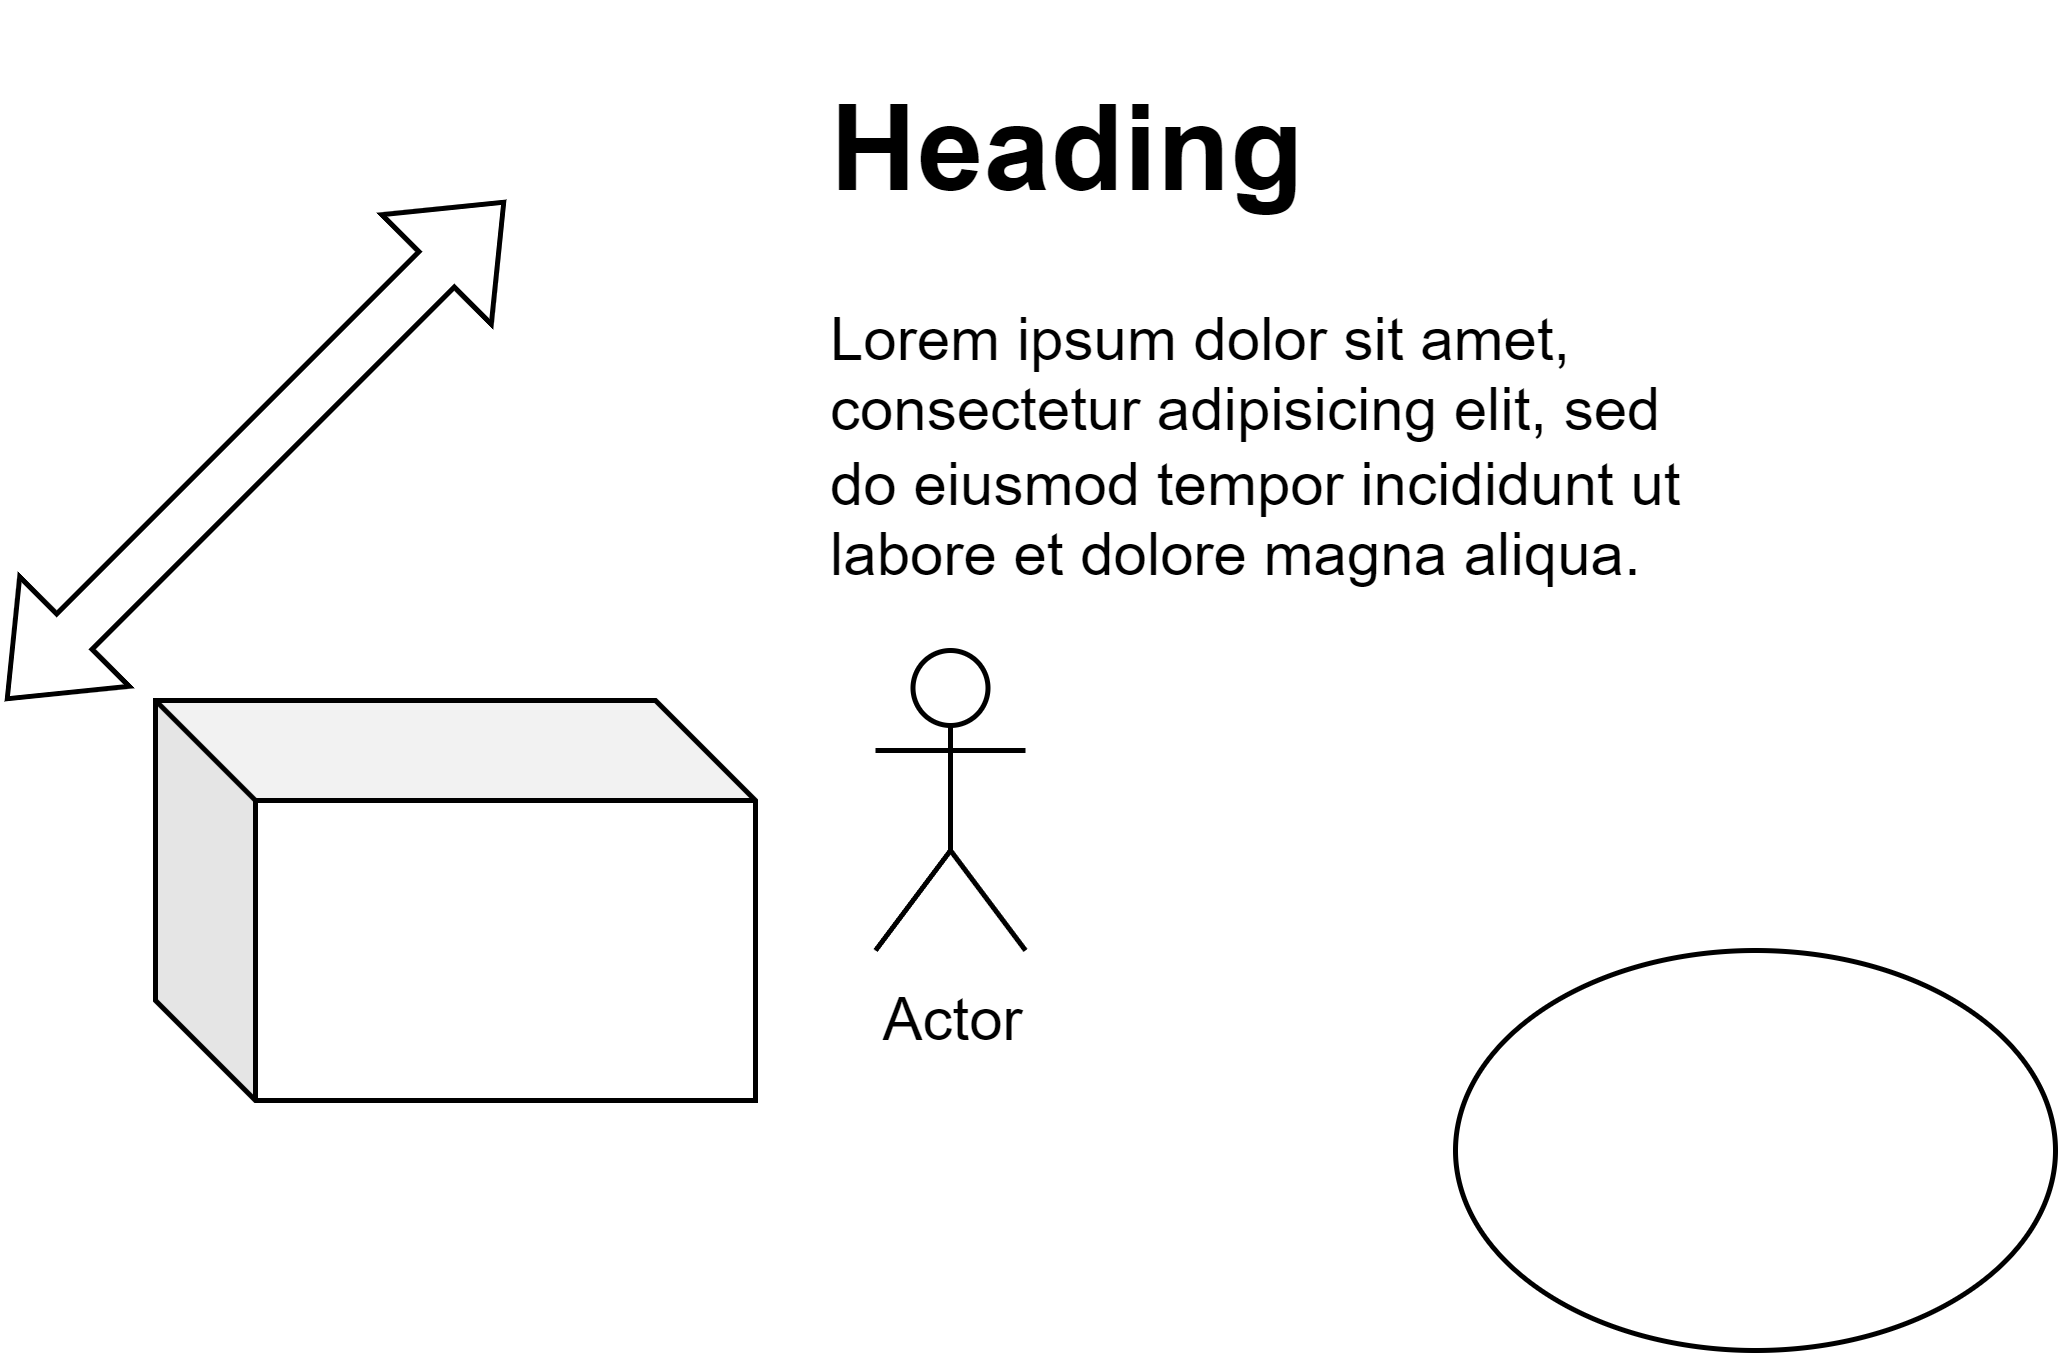 Heading
Lorem ipsum dolor sit amet,
consectetur adipisicing elit, sed
do eiusmod tempor incididunt ut
labore et dolore magna aliqua.
Actor